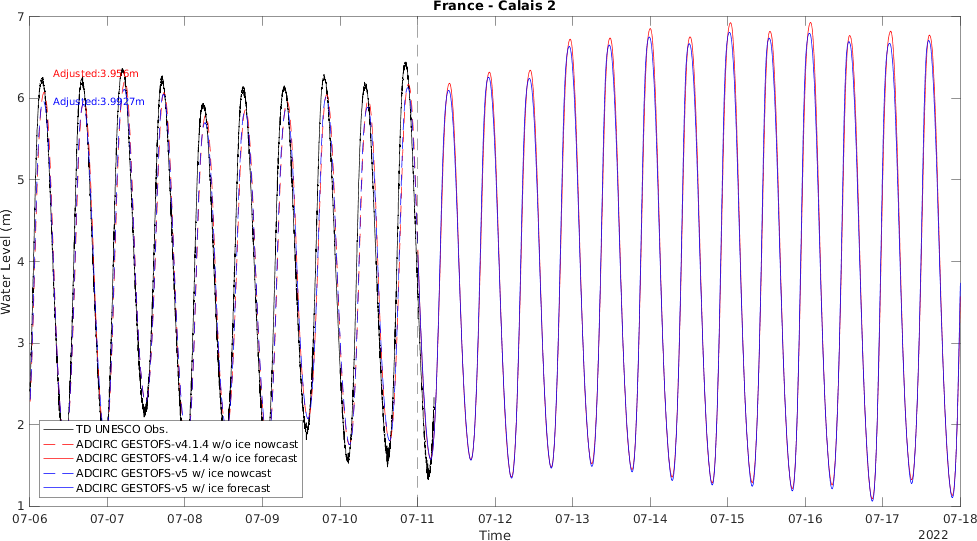 France - Calais 2
7
Adjusted:3.956m
6
Adjusted:3.9927m
5
Water Level (m)
4
3
2
TD UNESCO Obs.
ADCIRC GESTOFS-v4.1.4 w/o ice nowcast
ADCIRC GESTOFS-v4.1.4 w/o ice forecast
ADCIRC GESTOFS-v5 w/ ice nowcast
ADCIRC GESTOFS-v5 w/ ice forecast
1
07-06 07-07 07-08 07-09 07-10 07-11 07-12 07-13 07-14 07-15 07-16 07-17 07-18
Time
2022